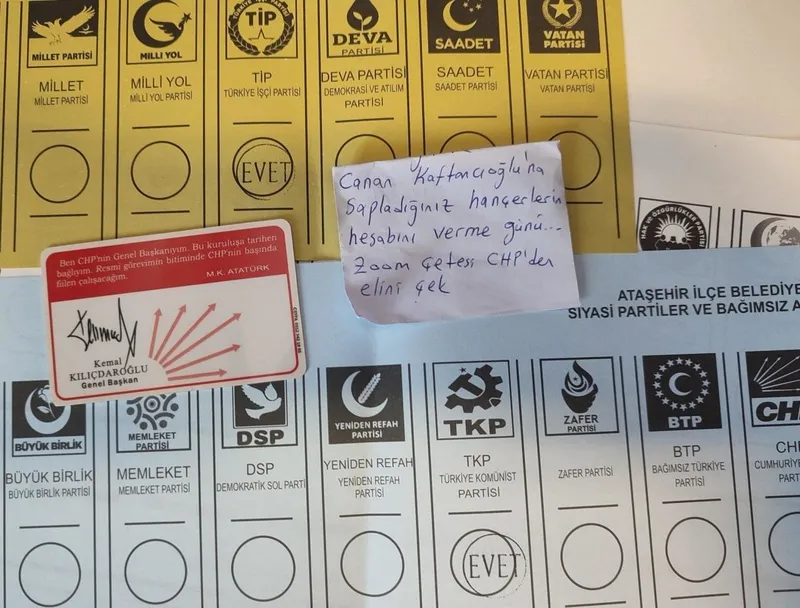 MİLLET PARTİSİ
MİLLİ YOL
TİP
DEVA
PARTİSİ
SAADET
VATAN
PARTİSİ
MİLLET
MİLLET PARTİSİ
MİLLİ YOL
MİLLİ YOL PARTİSİ
TİP
TÜRKİYE İŞÇİ PARTİSİ
DEVA PARTİSİ
DEMOKRASİ VE ATILIM
PARTİSİ
SAADET
SAADET PARTİSİ
VATAN PARTİSİ
VATAN PARTİSİ
EVET
Canan Kaftancıoğlu'na
Sapladığınız hançerlerin
hesabını verme günü...
Zoom Çetesi CHP'den
elini çek
Ben CHP'nin Genel Başkanıyım. Bu kuruluşa tarihen
bağlıyım. Resmi görevimin bitiminde CHP'nin başında
fiilen çalışacağım.
M.K. ATATÜRK
Kemal
KILIÇDAROĞLU
Genel Başkan
ATAŞEHİR İLÇE BELEDİYE
SİYASİ PARTİLER VE BAĞIMSIZ A
BÜYÜK BİRLİK
MEMLEKET
PARTİSİ
DSP
YENİDEN REFAH
PARTİSİ
TKP
ZAFER
PARTİSİ
BTP
CH
BÜYÜK BİRLİK
BÜYÜK BİRLİK PARTİSİ
MEMLEKET
MEMLEKET PARTİSİ
DSP
DEMOKRATİK SOL PARTİ
YENİDEN REFAH
YENİDEN REFAH
PARTİSİ
TKP
TÜRKİYE KOMÜNİST
PARTİSİ
ZAFER PARTİSİ
BTP
BAĞIMSIZ TÜRKİYE
PARTİSİ
CH
CUMHURİYE
PART
EVET